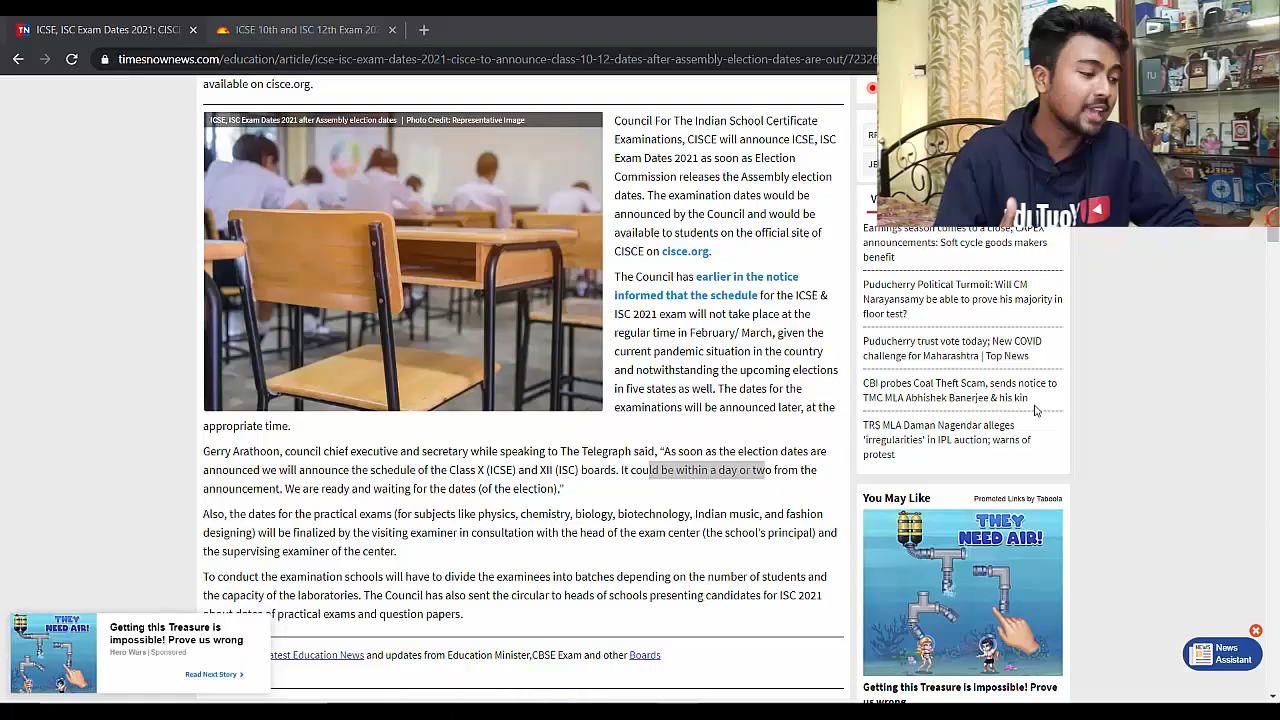 ICSE, ISC Exam Dates 2021: CISC
ICSE 10th and ISC 12th Exam 202
timesnownews.com/education/article/icse-isc-exam-dates-2021-cisce-to-announce-class-10-12-dates-after-assembly-election-dates-are-out/72326
available on cisce.org.
ICSE, ISC Exam Dates 2021 after Assembly election dates | Photo Credit: Representative Image
Council For The Indian School Certificate
Examinations, CISCE will announce ICSE, ISC
Exam Dates 2021 as soon as Election
Commission releases the Assembly election
dates. The examination dates would be
announced by the Council and would be
available to students on the official site of
CISCE on cisce.org.
The Council has earlier in the notice
informed that the schedule for the ICSE &
ISC 2021 exam will not take place at the
regular time in February/ March, given the
current pandemic situation in the country
and notwithstanding the upcoming elections
in five states as well. The dates for the
examinations will be announced later, at the
appropriate time.
Gerry Arathoon, council chief executive and secretary while speaking to The Telegraph said, “As soon as the election dates are
announced we will announce the schedule of the Class X (ICSE) and XII (ISC) boards. It could be within a day or two from the
announcement. We are ready and waiting for the dates (of the election).”
Also, the dates for the practical exams (for subjects like physics, chemistry, biology, biotechnology, Indian music, and fashion
designing) will be finalized by the visiting examiner in consultation with the head of the exam center (the school's principal) and
the supervising examiner of the center.
To conduct the examination schools will have to divide the examinees into batches depending on the number of students and
the capacity of the laboratories. The Council has also sent the circular to heads of schools presenting candidates for ISC 2021
about dates of practical exams and question papers.
atest Education News and updates from Education Minister,CBSE Exam and other Boards
Getting this Treasure is
impossible! Prove us wrong
Hero Wars | Sponsored
Read Next Story
THEY
NEED AIR!
Earnings season comes to a close; CAPEX
announcements: Soft cycle goods makers
benefit
Puducherry Political Turmoil: Will CM
Narayansamy be able to prove his majority in
floor test?
Puducherry trust vote today; New COVID
challenge for Maharashtra | Top News
CBI probes Coal Theft Scam, sends notice to
TMC MLA Abhishek Banerjee & his kin
TRS MLA Daman Nagendar alleges
'irregularities' in IPL auction; warns of
protest
You May Like
Promoted Links by Taboola
THEY
NEED AIR!
Getting this Treasure is impossible! Prove
us wrong
News
Assistant